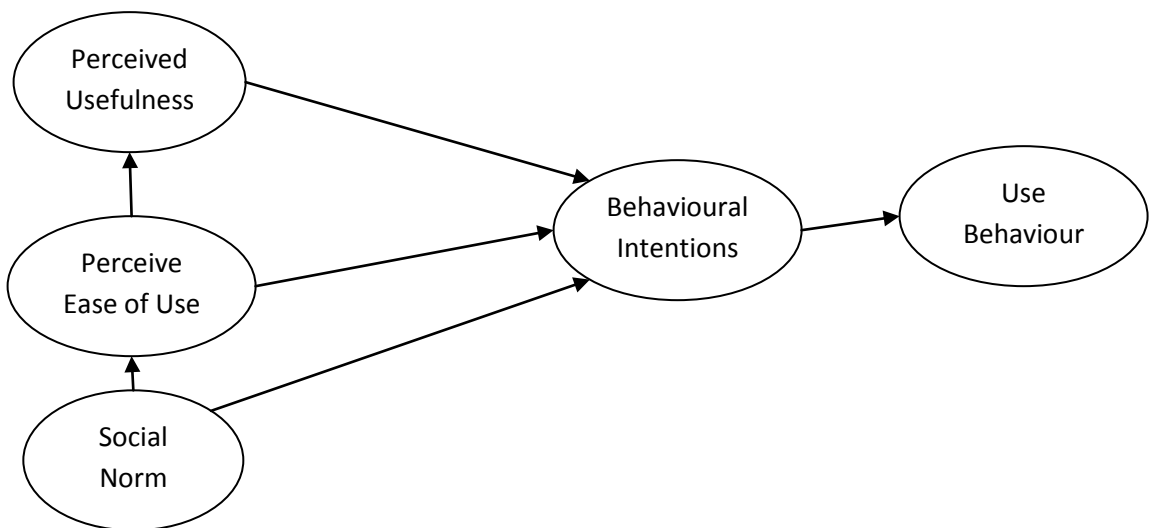 Perceived
Usefulness
Perceive
Ease of Use
Social
Norm
Behavioural
Intentions
Use
Behaviour